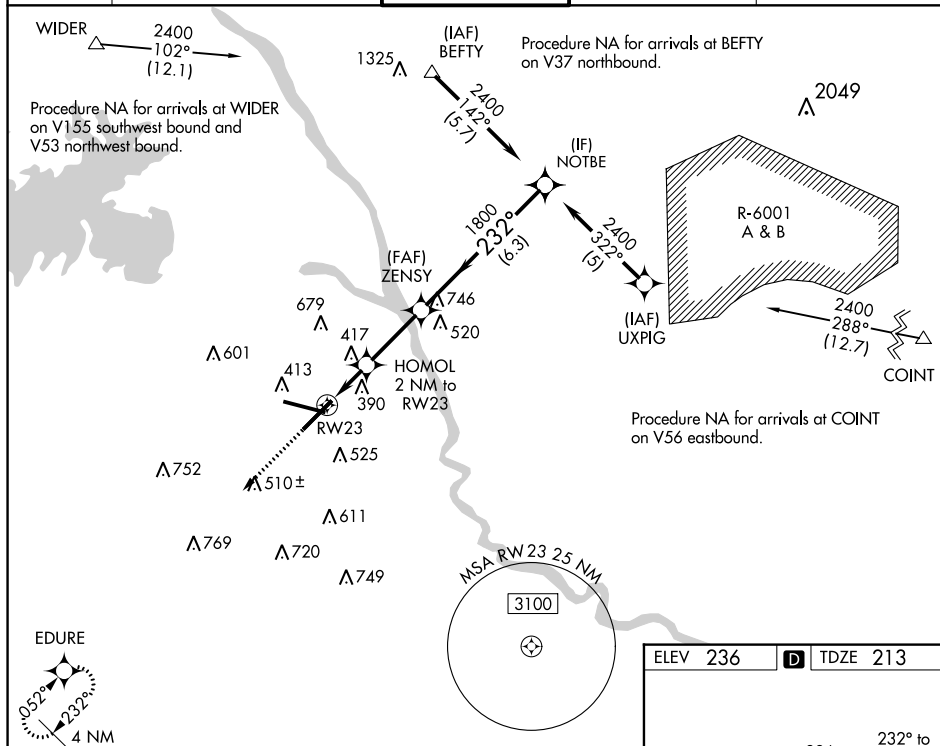 WIDER
2400
102°
(12.1)
Procedure NA for arrivals at WIDER
on V155 southwest bound and
V53 northwest bound.
(IAF)
BEFTY
1325
2400
142°
(5.7)
Procedure NA for arrivals at BEFTY
on V37 northbound.
2049
(IF)
NOTBE
R-6001
A & B
1800
232°
(6.3)
2400
322°
(5)
(IAF)
UXPIG
2400
288°
(12.7)
COINT
Procedure NA for arrivals at COINT
on V56 eastbound.
(FAF)
ZENSY
746
520
679
417
601
413
HOMOL
2 NM to
RW23
390
RW23
525
752
510±
611
769
720
749
MSA RW23 25 NM
3100
EDURE
052°
232°
4 NM
ELEV 236
D
TDZE 213
232° to